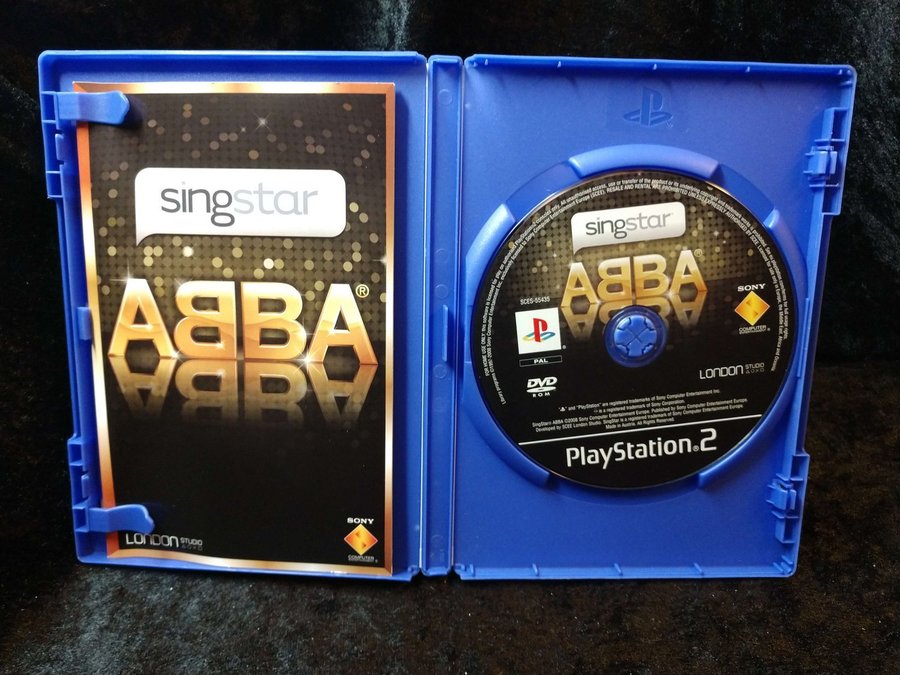 singstar
ABBA®
LONDON STUDIO
SONY
COMPUTER
singstar™
ABBA®
SCES-55435
SONY
COMPUTER
PAL
DVD
ROM
LONDON STUDIO
"PlayStation" are registered trademarks of Sony Computer Entertainment Inc.
is a registered trademark of Sony Corporation.
SingStar® ABBA ©2008 Sony Computer Entertainment Europe. Published by Sony Computer Entertainment Europe.
Developed by SCEE London Studio. SingStar is a registered trademark of Sony Computer Entertainment Europe.
Made in Austria. All Rights Reserved.
PlayStation®2